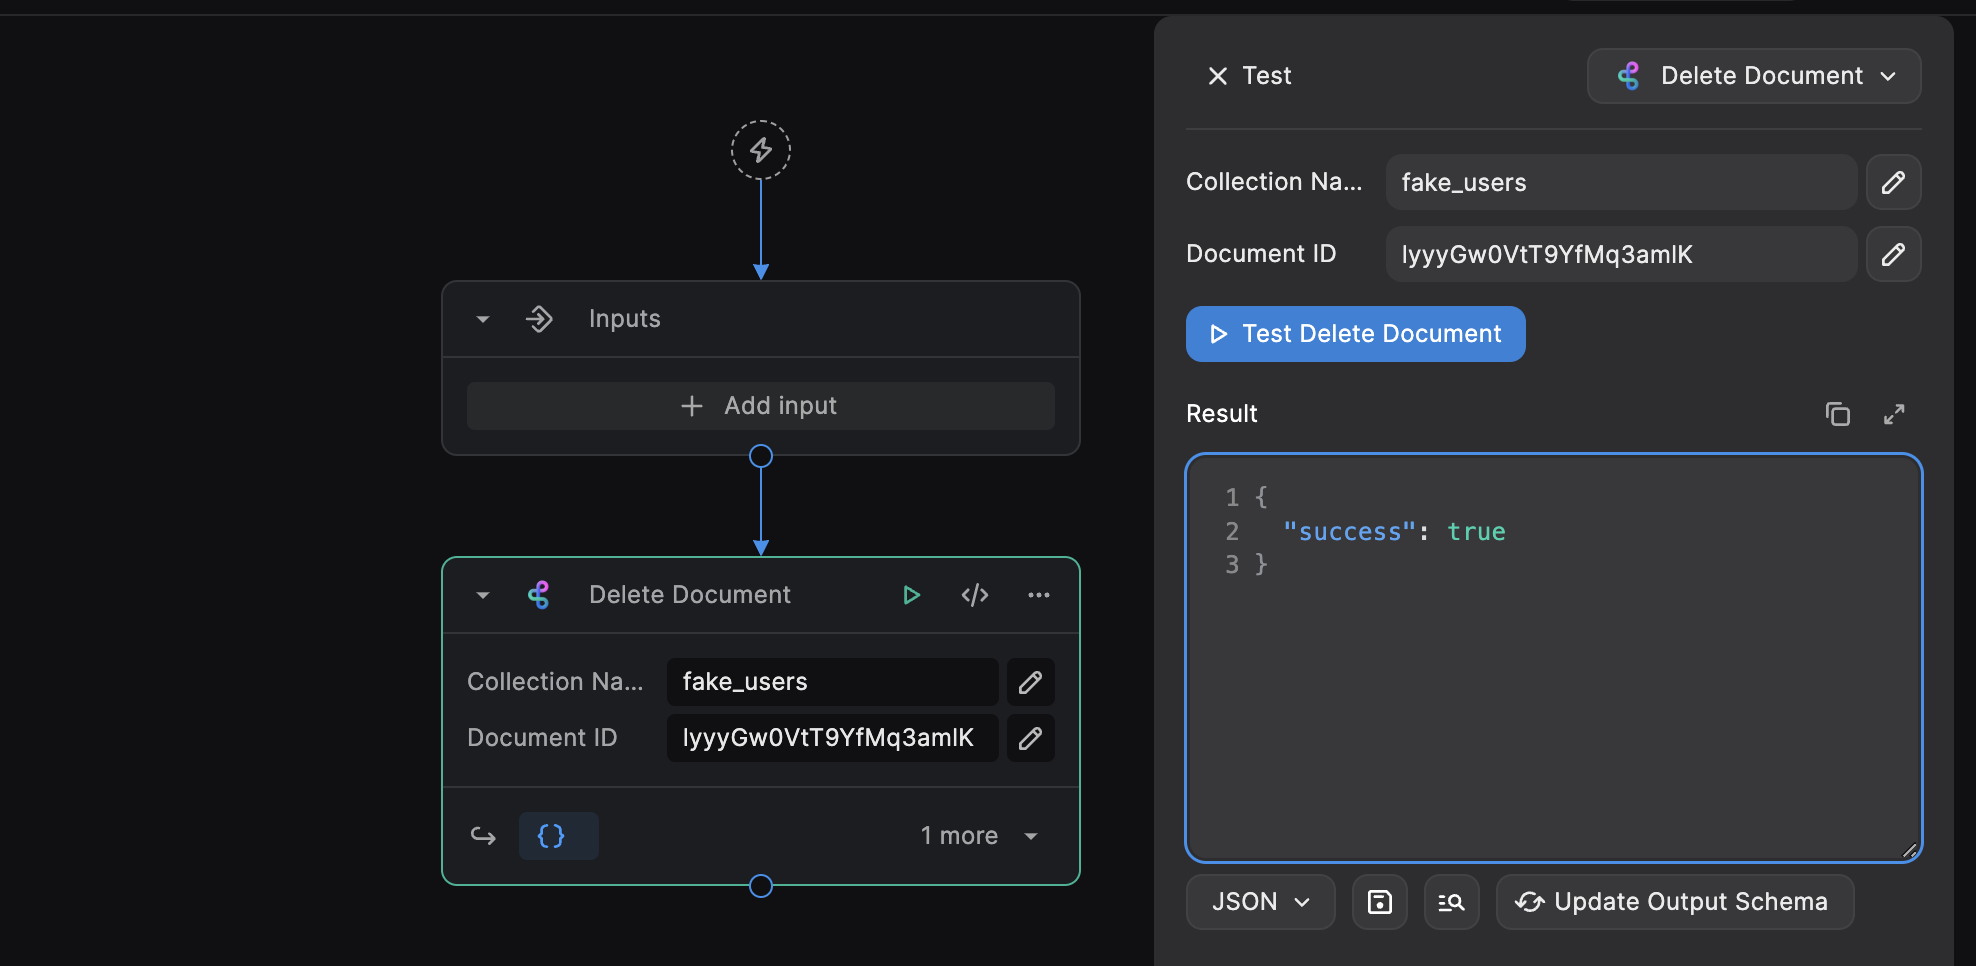 Inputs
Add input
Delete Document
Collection Na...
fake_users
Document ID
lyyyGw0VtT9YfMq3amlK
{}
1 more
Test
Delete Document
Collection Na...
fake_users
Document ID
lyyyGw0VtT9YfMq3amlK
Test Delete Document
Result
1 {
2 "success": true
3 }
JSON
Update Output Schema